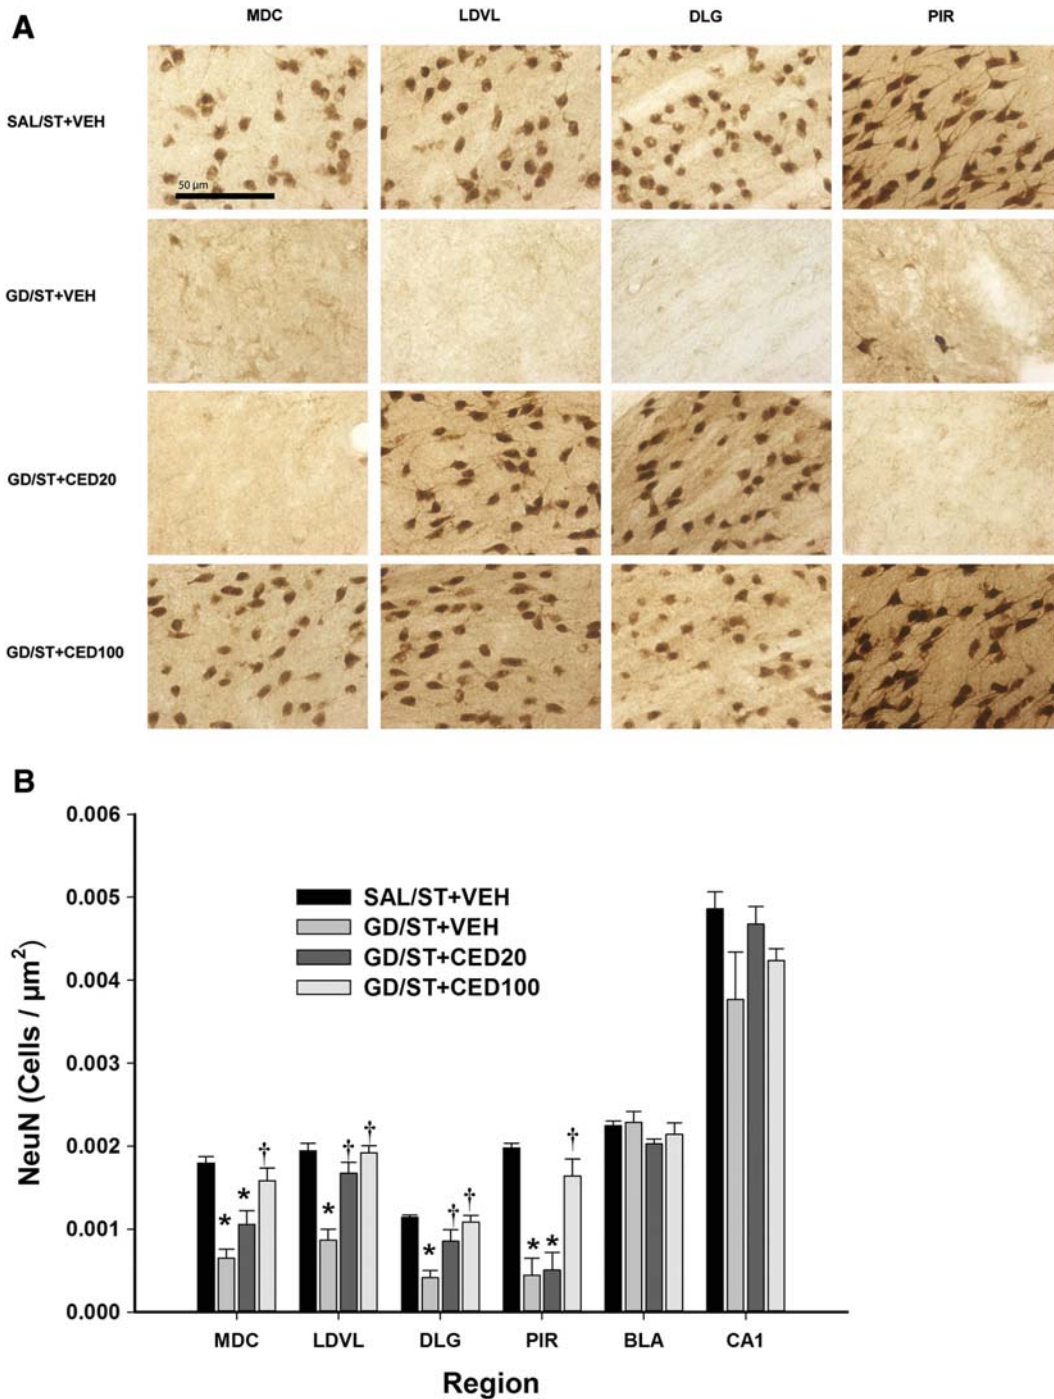 A
MDC LDVL DLG PIR
SAL/ST+VEH
50 µm
GD/ST+VEH
GD/ST+CED20
GD/ST+CED100
B
0.006
0.005
0.004
0.003
0.002
0.001
0.000
NeuN (Cells / µm²)
SAL/ST+VEH
GD/ST+VEH
GD/ST+CED20
GD/ST+CED100
* * †
* † †
* † †
* * †
MDC LDVL DLG PIR BLA CA1
Region